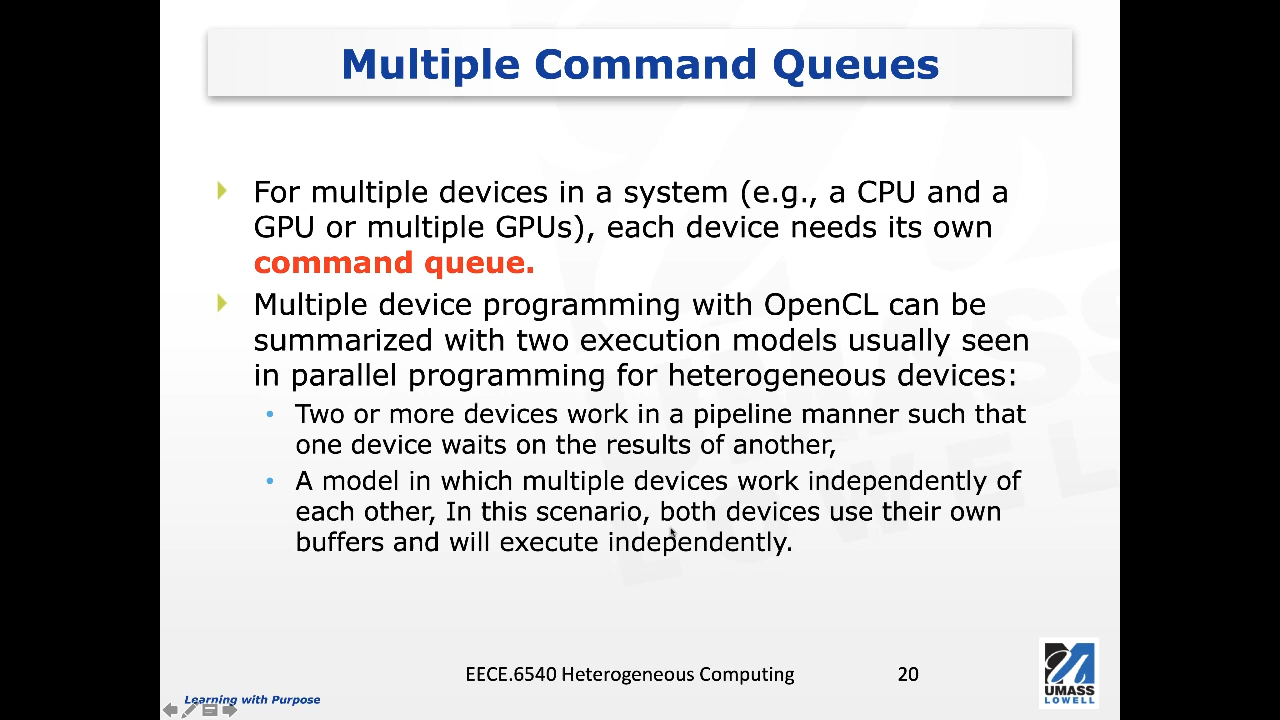 Multiple Command Queues
For multiple devices in a system (e.g., a CPU and a
GPU or multiple GPUs), each device needs its own
command queue.
Multiple device programming with OpenCL can be
summarized with two execution models usually seen
in parallel programming for heterogeneous devices:
• Two or more devices work in a pipeline manner such that
one device waits on the results of another,
• A model in which multiple devices work independently of
each other, In this scenario, both devices use their own
buffers and will execute independently.
EECE.6540 Heterogeneous Computing
20
UMASS
LOWELL
Learning with Purpose